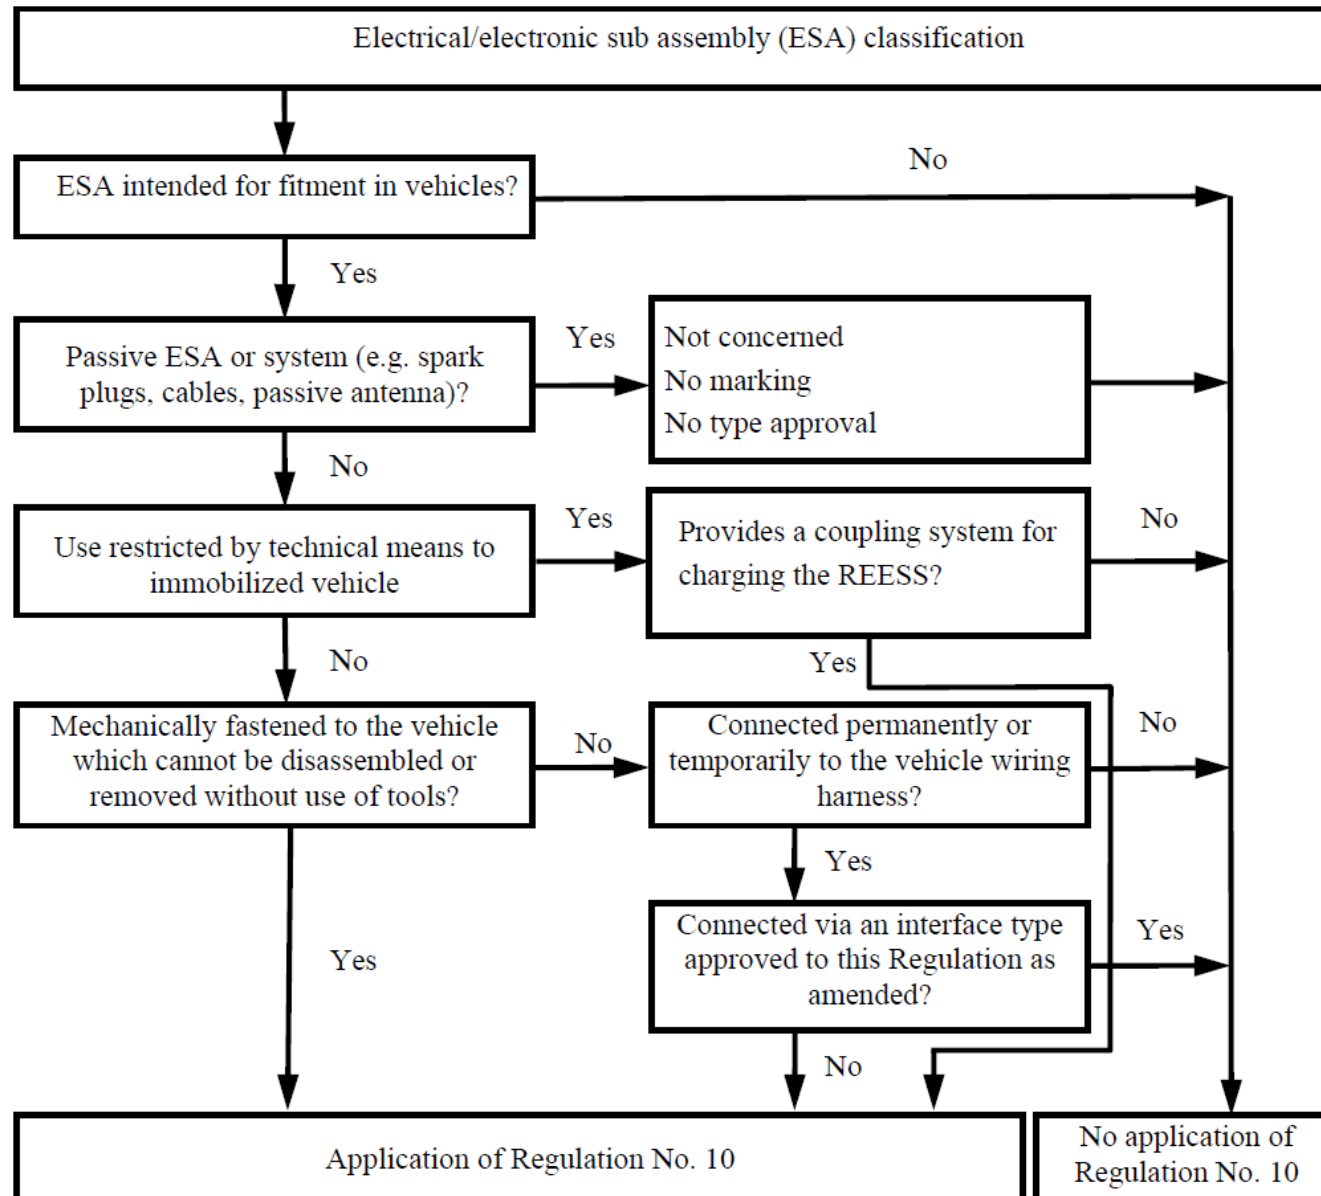 Electrical/electronic sub assembly (ESA) classification
No
ESA intended for fitment in vehicles?
Yes
Passive ESA or system (e.g. spark
plugs, cables, passive antenna)?
Yes
Not concerned
No marking
No type approval
No
Use restricted by technical means to
immobilized vehicle
Yes
Provides a coupling system for
charging the REESS?
No
No
Yes
Mechanically fastened to the vehicle
which cannot be disassembled or
removed without use of tools?
No
Connected permanently or
temporarily to the vehicle wiring
harness?
No
Yes
Yes
Connected via an interface type
approved to this Regulation as
amended?
Yes
No
Application of Regulation No. 10
No application of
Regulation No. 10